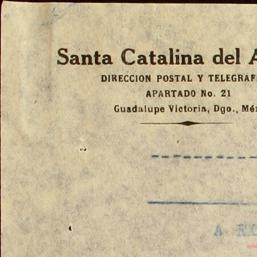 Santa Catalina del A
DIRECCION POSTAL Y TELEGRAF
APARTADO No. 21
Guadalupe Victoria, Dgo., Méx
A